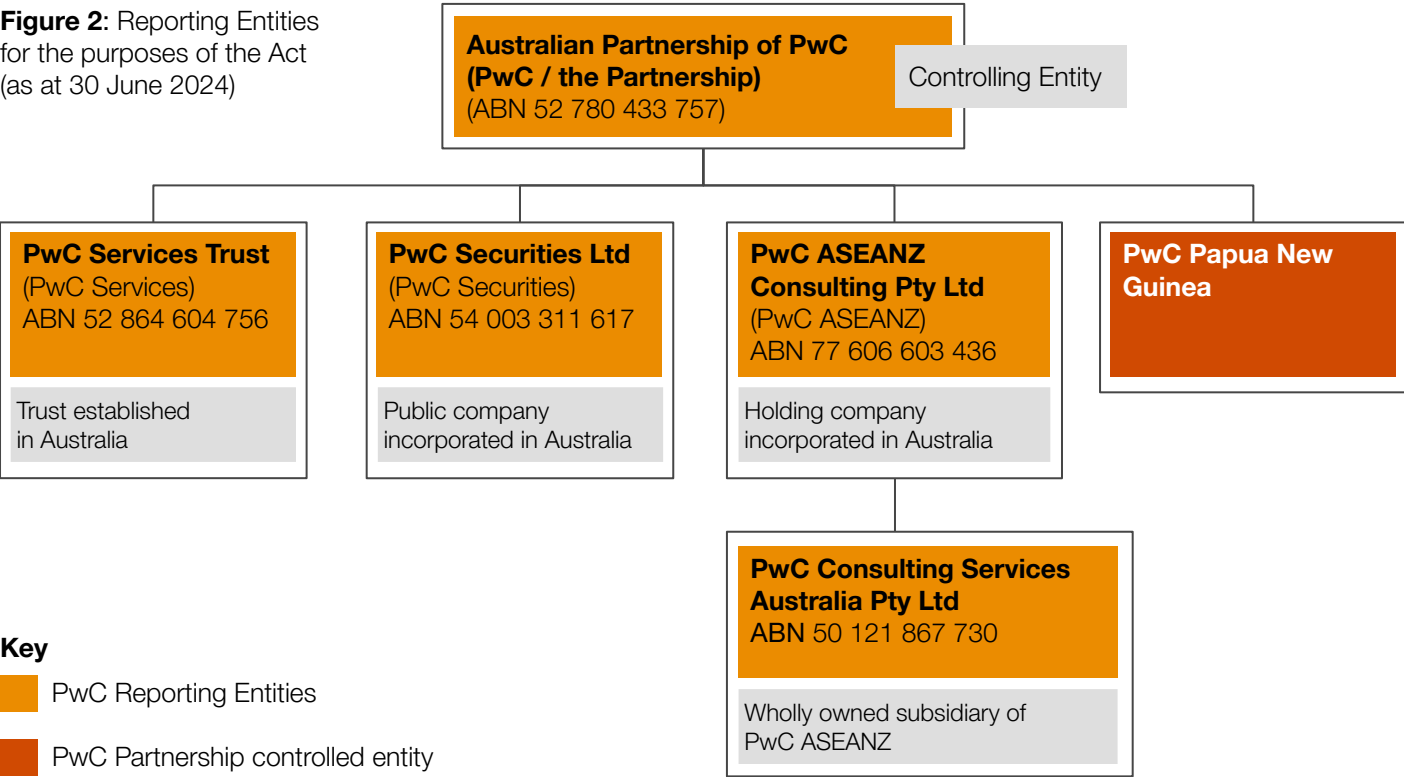 Figure 2: Reporting Entities
for the purposes of the Act
(as at 30 June 2024)
Australian Partnership of PwC
(PwC / the Partnership)
(ABN 52 780 433 757)
Controlling Entity
PwC Services Trust
(PwC Services)
ABN 52 864 604 756
Trust established
in Australia
PwC Securities Ltd
(PwC Securities)
ABN 54 003 311 617
Public company
incorporated in Australia
PwC ASEANZ
Consulting Pty Ltd
(PwC ASEANZ)
ABN 77 606 603 436
Holding company
incorporated in Australia
PwC Papua New
Guinea
PwC Consulting Services
Australia Pty Ltd
ABN 50 121 867 730
Wholly owned subsidiary of
PwC ASEANZ
Key
PwC Reporting Entities
PwC Partnership controlled entity